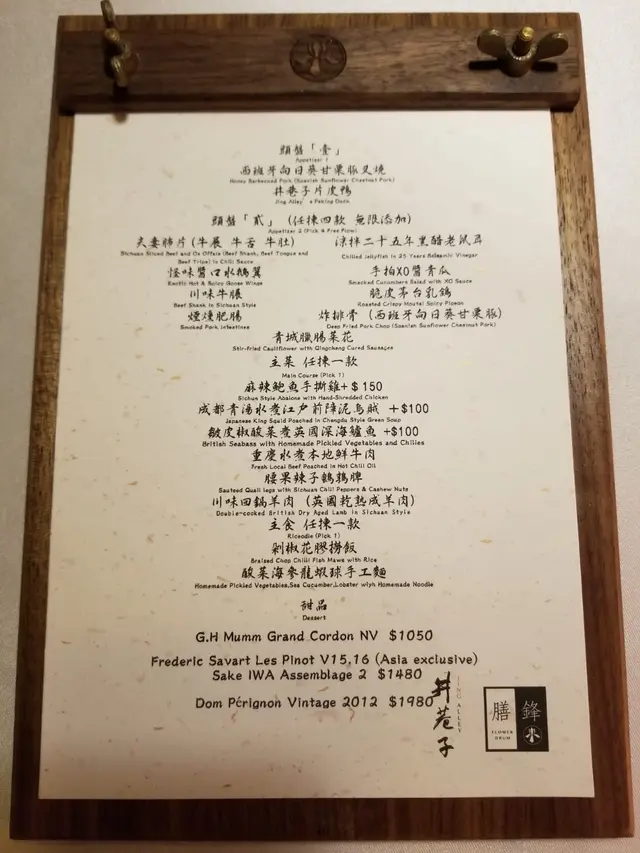 頭盤「壹」
Appetizer 1
西班牙向日葵甘栗豚叉燒
Honey Barbecued Pork (Spanish Sunflower Chestnut Pork)
井巷子片皮鴨
Jing Alley's Peking Duck
頭盤「貳」(任揀四款 無限添加)
Appetizer 2 (Pick 4 Free Flow)
夫妻肺片(牛展 牛舌 牛肚) 涼拌二十五年黑醋老鼠耳
Sichuan Sliced Beef and Ox Offals (Beef Shank, Beef Tongue and Beef Tripe) in Chili Sauce Chilled Jellyfish in 25 Years Balsamic Vinegar
怪味醬口水鵝翼 手拍XO醬青瓜
Exotic Hot & Spicy Goose Wings Smacked Cucumbers Salad with XO Sauce
川味牛𦟌 脆皮茅台乳鴿
Beef Shank in Sichuan Style Roasted Crispy Moutai Spicy Pigeon
煙燻肥腸 炸排骨 (西班牙向日葵甘栗豚)
Smoked Pork Intestines Deep Fried Pork Chop (Spanish Sunflower Chestnut Pork)
青城臘腸菜花
Stir-fried Cauliflower with Qingcheng Cured Sausages
主菜 任揀一款
Main Course (Pick 1)
麻辣鮑魚手撕雞+$150
Sichun Style Abalone with Hand-Shredded Chicken
成都青湯水煮江户前陣泥烏賊 +$100
Japanese King Squid Poached in Chengdu Style Green Soup
皺皮椒酸菜煮英國深海鱸魚 +$100
British Seabass with Homemade Pickled Vegetables and Chilies
重慶水煮本地鮮牛肉
Fresh Local Beef Poached in Hot Chili Oil
腰果辣子鵪鶉脾
Sauteed Quail legs with Sichuan Chili Peppers & Cashew Nuts
川味回鍋羊肉 (英國乾熟成羊肉)
Double-cooked British Dry Aged Lamb in Sichuan Style
主食 任揀一款
Riceodle (Pick 1)
剁椒花膠撈飯
Braised Chop Chili Fish Maws with Rice
酸菜海參龍蝦球手工麵
Homemade Pickled Vegetables,Sea Cucumber,Lobster wiyh Homemade Noodle
甜品
Dessert
G.H Mumm Grand Cordon NV $1050
Frederic Savart Les Pinot V15,16 (Asia exclusive)
Sake IWA Assemblage 2 $1480
Dom Pérignon Vintage 2012 $1980
井巷子
JING ALLEY
膳鋒
FLOWER DRUM